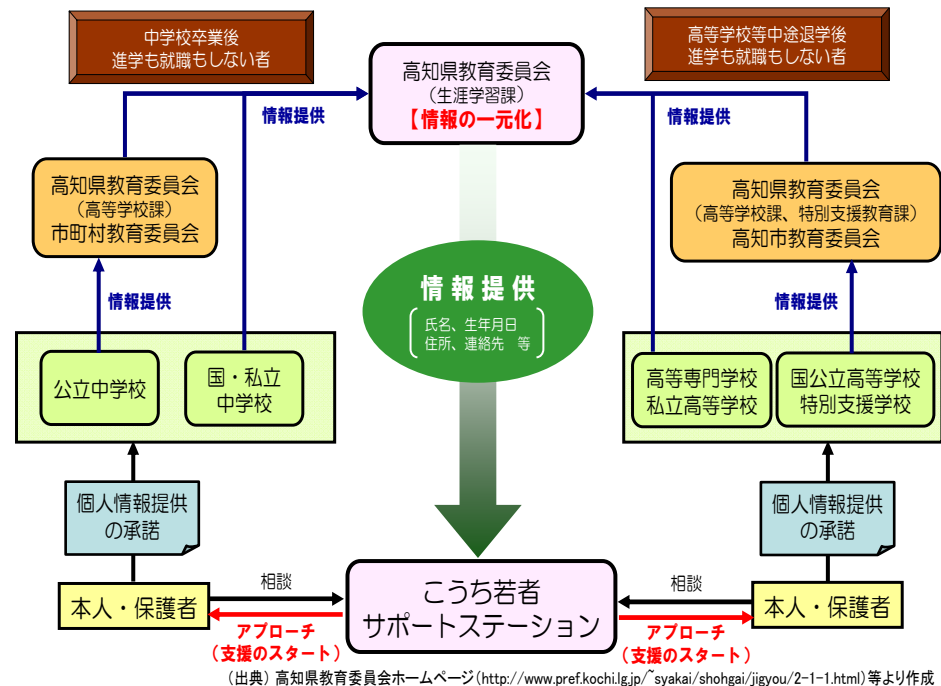 中学校卒業後
進学も就職もしない者
高等学校等中途退学後
進学も就職もしない者
高知県教育委員会
（生涯学習課）
【情報の一元化】
情報提供
情報提供
高知県教育委員会
（高等学校課）
市町村教育委員会
高知県教育委員会
（高等学校課、特別支援教育課）
高知市教育委員会
情報提供
情報提供
情報提供
氏名、生年月日
住所、連絡先　等
公立中学校
国・私立
中学校
高等専門学校
私立高等学校
国公立高等学校
特別支援学校
個人情報提供
の承諾
個人情報提供
の承諾
本人・保護者
相談
こうち若者
サポートステーション
相談
本人・保護者
アプローチ
（支援のスタート）
アプローチ
（支援のスタート）
（出典）高知県教育委員会ホームページ(http://www.pref.kochi.lg.jp/~syakai/shohgai/jigyou/2-1-1.html)等より作成